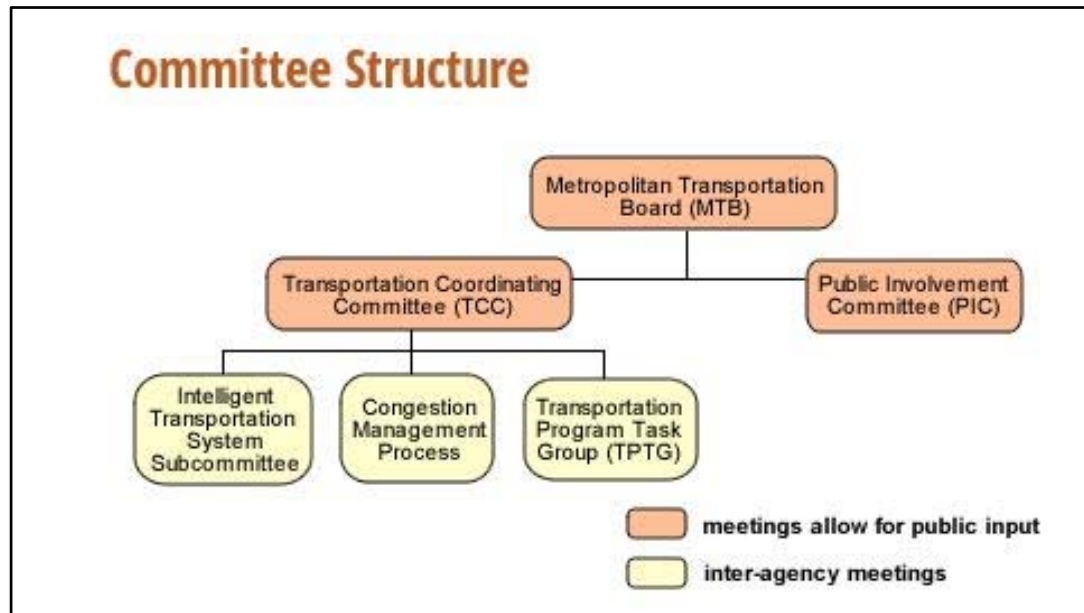 Committee Structure
Metropolitan Transportation
Board (MTB)
Transportation Coordinating
Committee (TCC)
Public Involvement
Committee (PIC)
Intelligent
Transportation
System
Subcommittee
Congestion
Management
Process
Transportation
Program Task
Group (TPTG)
meetings allow for public input
inter-agency meetings